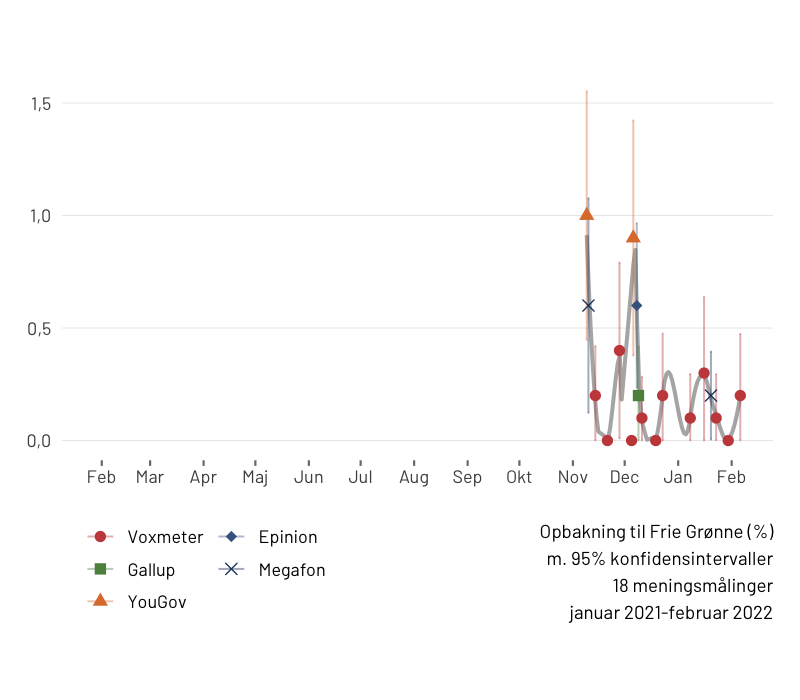 1,5
1,0
0,5
0,0
Feb Mar Apr Maj Jun Jul Aug Sep Okt Nov Dec Jan Feb
Voxmeter Epinion
Gallup Megafon
YouGov
Opbakning til Frie Grønne (%)
m. 95% konfidensintervaller
18 meningsmålinger
januar 2021-februar 2022